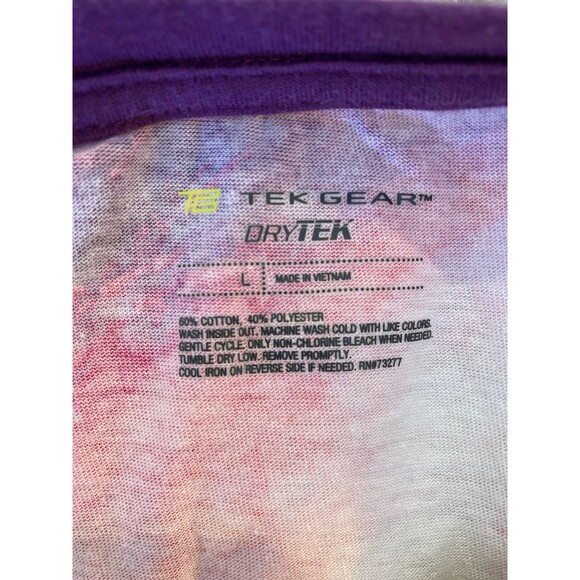 TG TEK GEAR™
DRYTEK
L MADE IN VIETNAM
60% COTTON, 40% POLYESTER
WASH INSIDE OUT. MACHINE WASH COLD WITH LIKE COLORS.
GENTLE CYCLE. ONLY NON-CHLORINE BLEACH WHEN NEEDED.
TUMBLE DRY LOW. REMOVE PROMPTLY.
COOL IRON ON REVERSE SIDE IF NEEDED. RN#73277